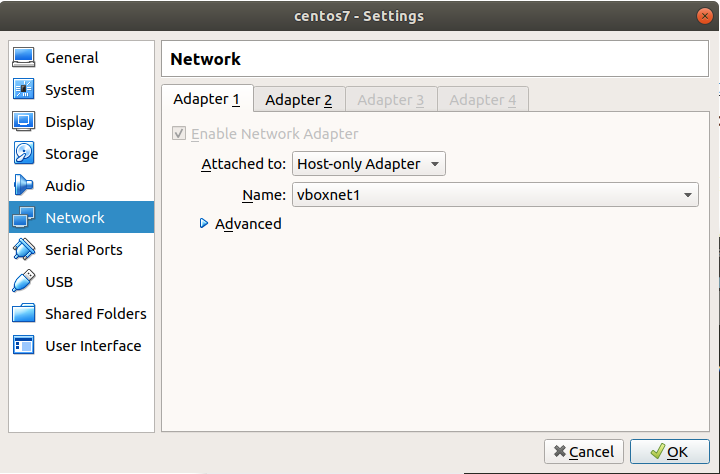 centos7 - Settings
General
System
Display
Storage
Audio
Network
Serial Ports
USB
Shared Folders
User Interface
Network
Adapter 1 Adapter 2 Adapter 3 Adapter 4
Enable Network Adapter
Attached to: Host-only Adapter
Name: vboxnet1
Advanced
Cancel OK